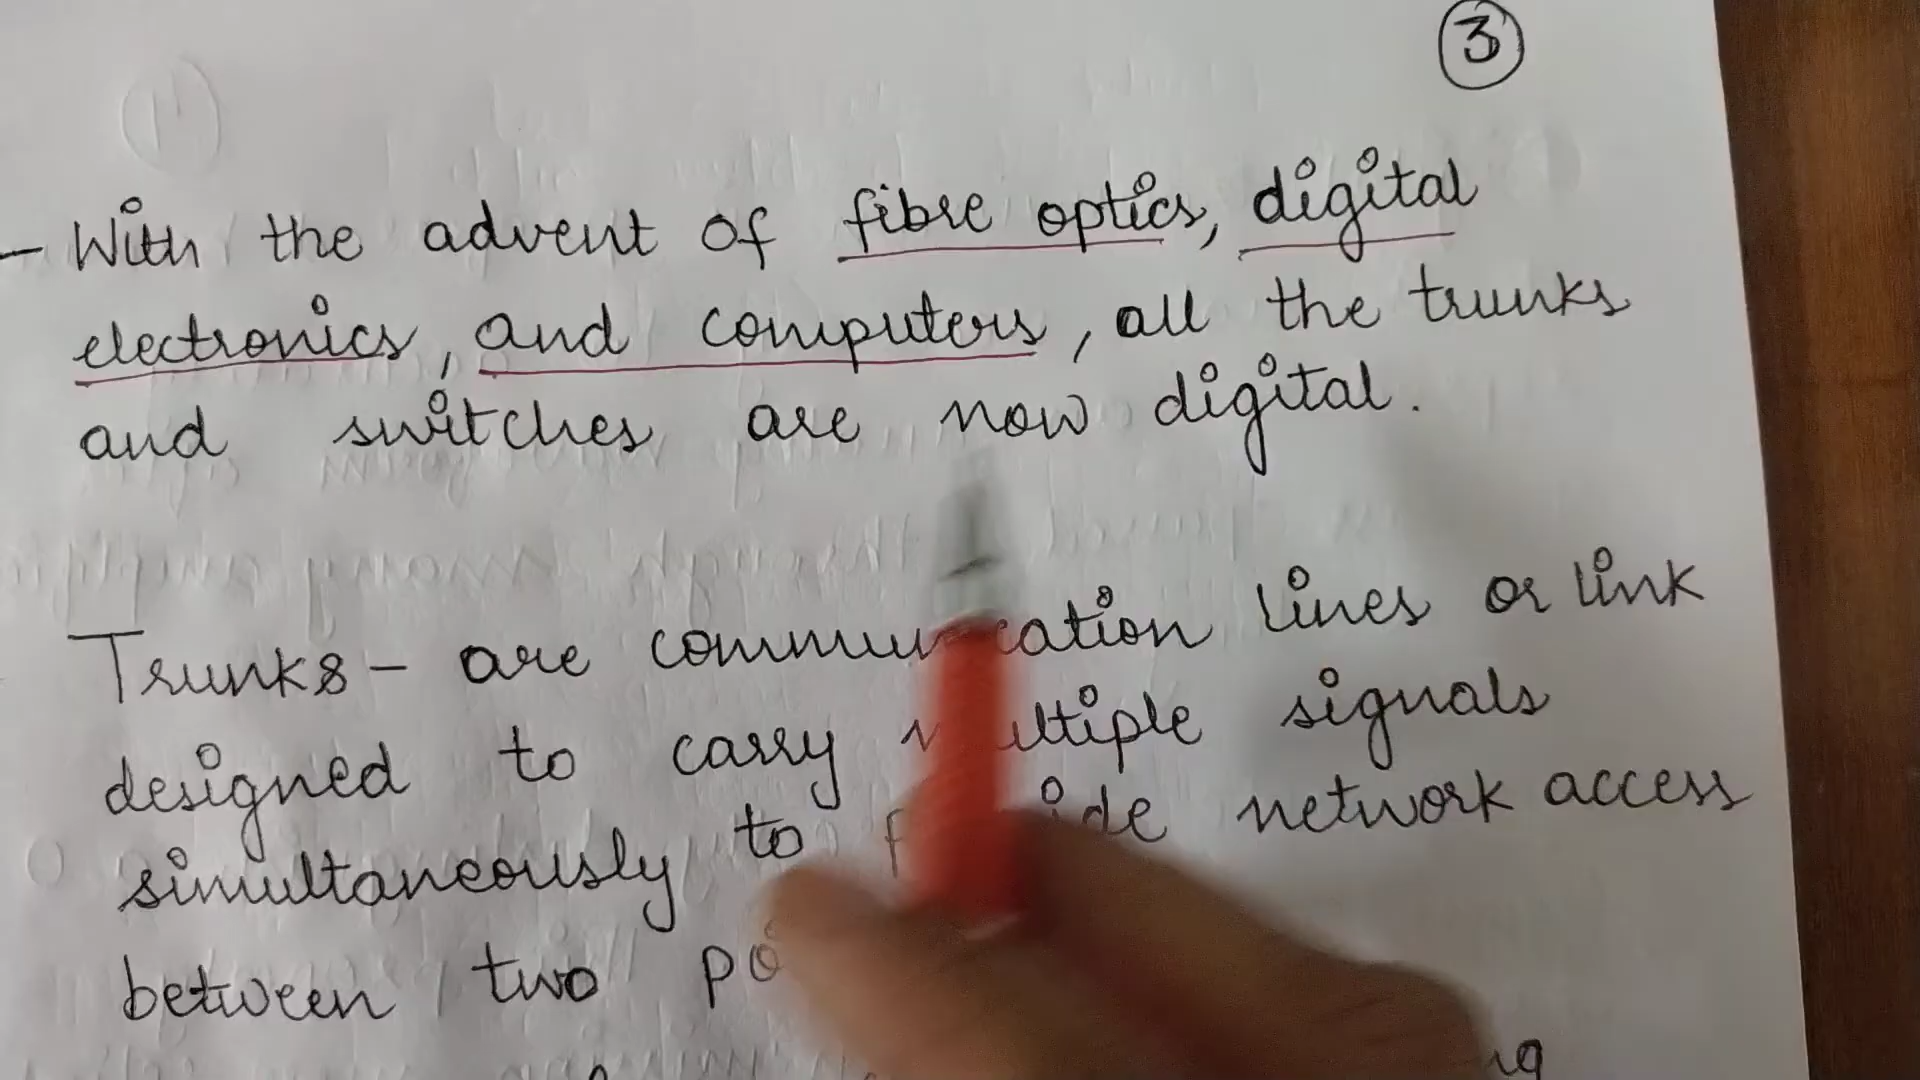 3
- With the advent of fibre optics, digital
electronics, and computers, all the trunks
and switches are now digital.
Trunks - are communication lines or link
designed to carry multiple signals
simultaneously to network access
between two